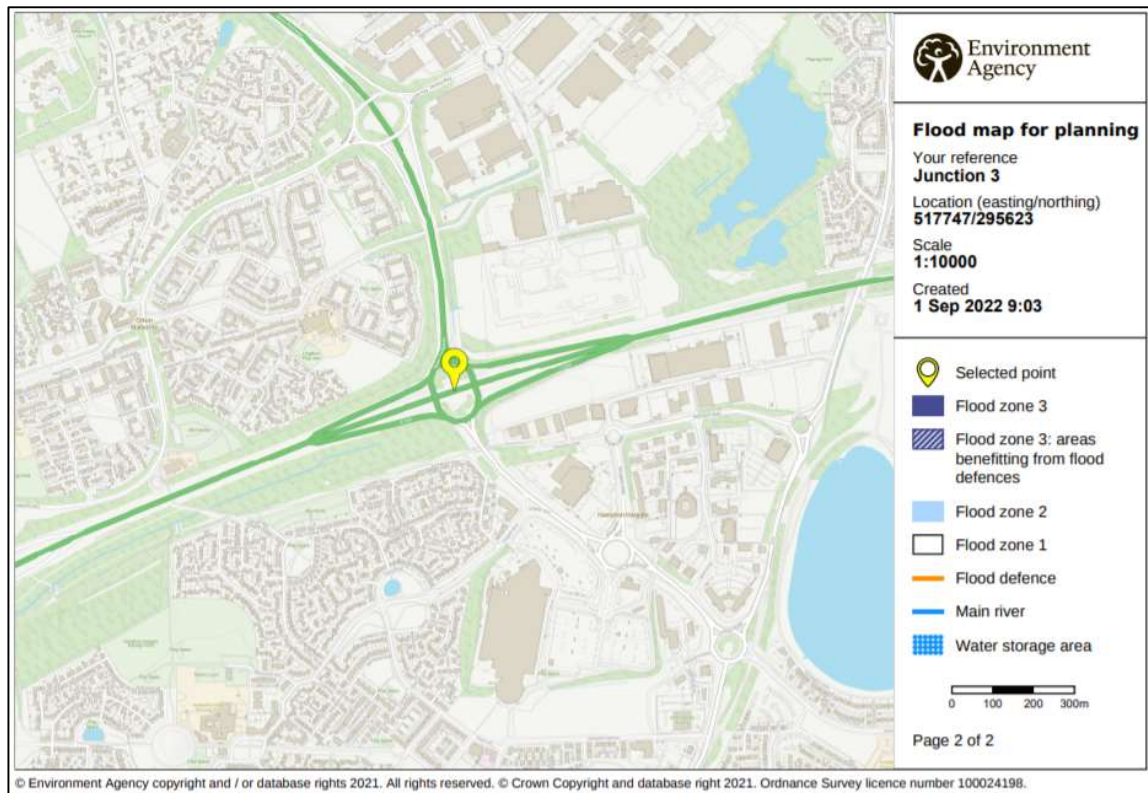 Environment
Agency
Flood map for planning
Your reference
Junction 3
Location (easting/northing)
517747/295623
Scale
1:10000
Created
1 Sep 2022 9:03
Selected point
Flood zone 3
Flood zone 3: areas
benefitting from flood
defences
Flood zone 2
Flood zone 1
Flood defence
Main river
Water storage area
0 100 200 300m
Page 2 of 2
© Environment Agency copyright and / or database rights 2021. All rights reserved. © Crown Copyright and database right 2021. Ordnance Survey licence number 100024198.